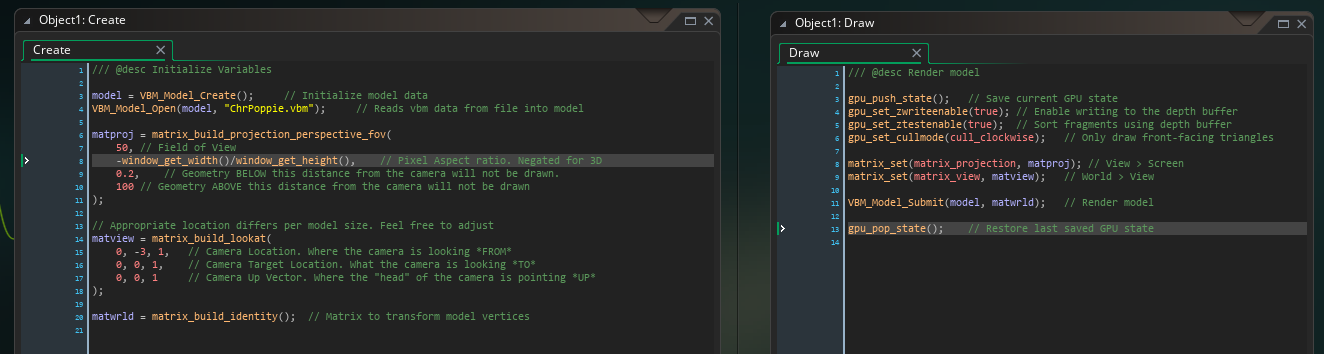 Object1: Create
Create
1 /// @desc Initialize Variables
2
3 model = VBM_Model_Create();     // Initialize model data
4 VBM_Model_Open(model, "ChrPoppie.vbm");     // Reads vbm data from file into model
5
6 matproj = matrix_build_projection_perspective_fov(
7     50, // Field of View
8     -window_get_width()/window_get_height(),    // Pixel Aspect ratio. Negated for 3D
9     0.2,    // Geometry BELOW this distance from the camera will not be drawn.
10     100 // Geometry ABOVE this distance from the camera will not be drawn
11 );
12
13 // Appropriate location differs per model size. Feel free to adjust
14 matview = matrix_build_lookat(
15     0, -3, 1,   // Camera Location. Where the camera is looking *FROM*
16     0, 0, 1,    // Camera Target Location. What the camera is looking *TO*
17     0, 0, 1     // Camera Up Vector. Where the "head" of the camera is pointing *UP*
18 );
19
20 matwrld = matrix_build_identity();  // Matrix to transform model vertices
21
Object1: Draw
Draw
1 /// @desc Render model
2
3 gpu_push_state();   // Save current GPU state
4 gpu_set_zwriteenable(true); // Enable writing to the depth buffer
5 gpu_set_ztestenable(true);  // Sort fragments using depth buffer
6 gpu_set_cullmode(cull_clockwise);   // Only draw front-facing triangles
7
8 matrix_set(matrix_projection, matproj); // View > Screen
9 matrix_set(matrix_view, matview);   // World > View
10
11 VBM_Model_Submit(model, matwrld);   // Render model
12
13 gpu_pop_state();    // Restore last saved GPU state
14